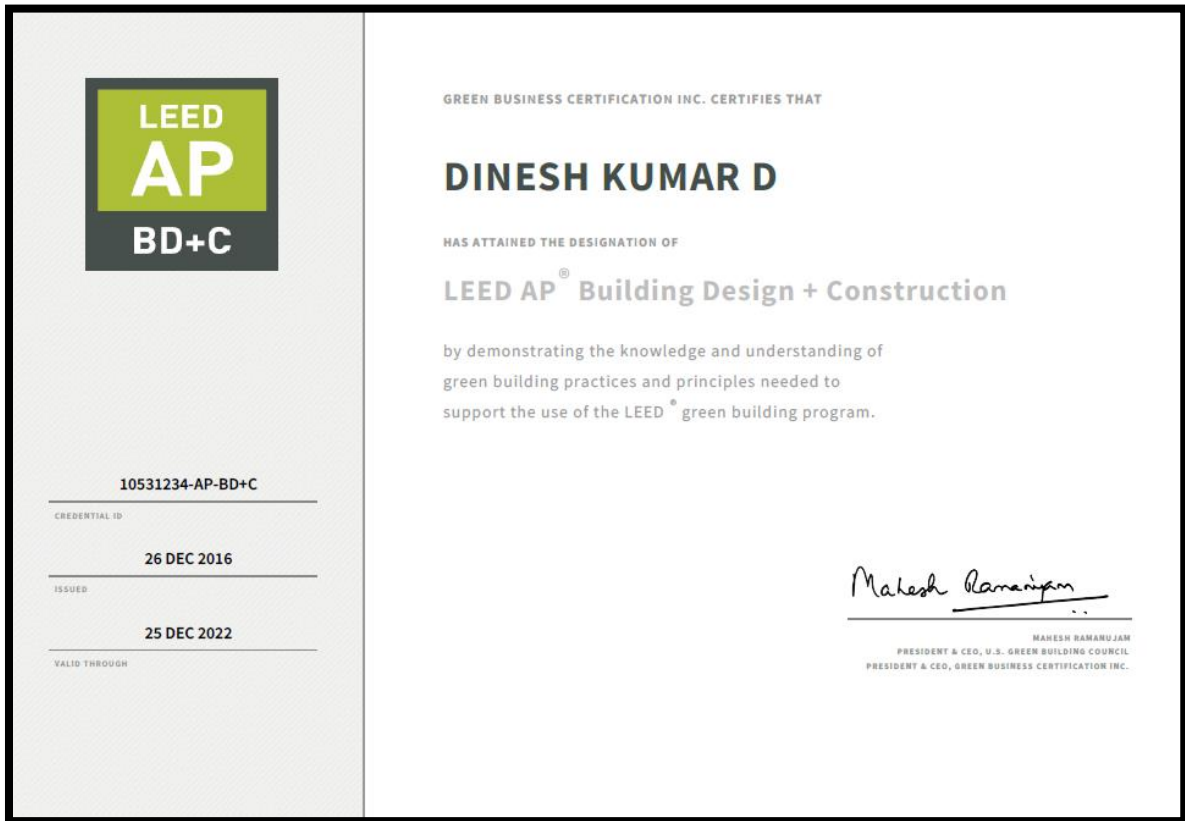 LEED
AP
BD+C
10531234-AP-BD+C
CREDENTIAL ID
26 DEC 2016
ISSUED
25 DEC 2022
VALID THROUGH
GREEN BUSINESS CERTIFICATION INC. CERTIFIES THAT
DINESH KUMAR D
HAS ATTAINED THE DESIGNATION OF
LEED AP® Building Design + Construction
by demonstrating the knowledge and understanding of
green building practices and principles needed to
support the use of the LEED ® green building program.
Mahesh Ramanujam
MAHESH RAMANUJAM
PRESIDENT & CEO, U.S. GREEN BUILDING COUNCIL
PRESIDENT & CEO, GREEN BUSINESS CERTIFICATION INC.